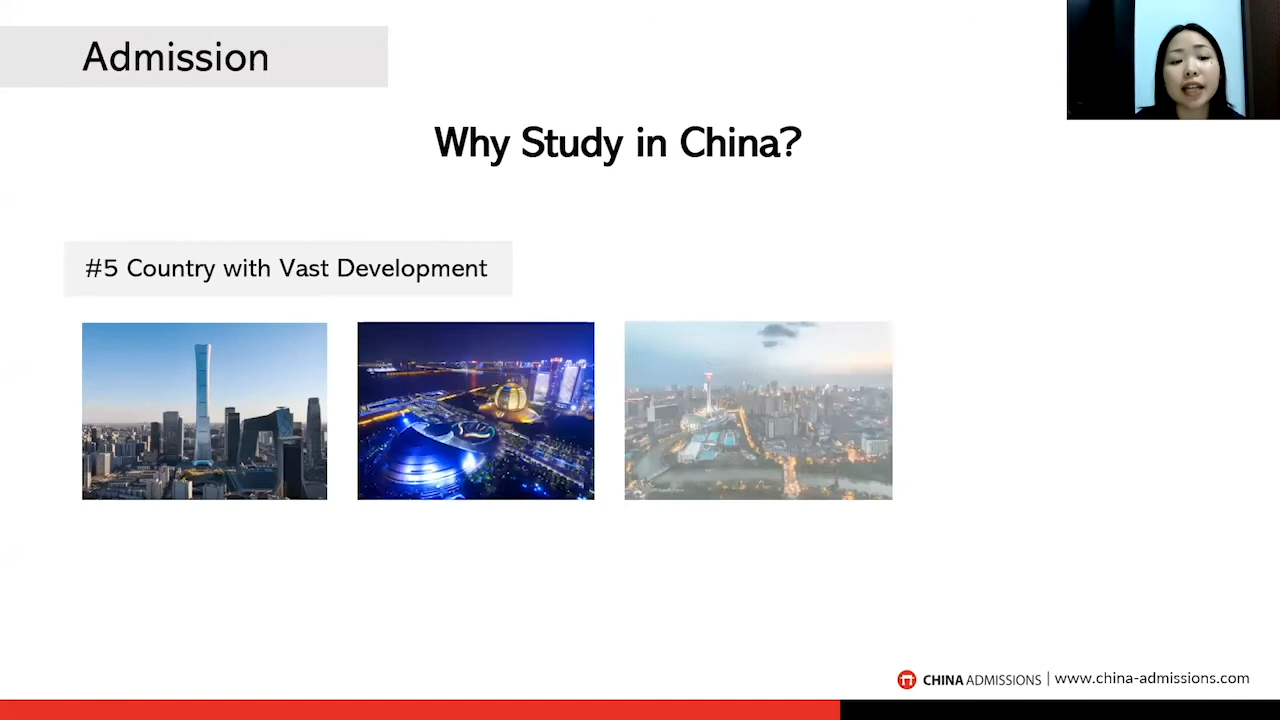 Admission
Why Study in China?
#5 Country with Vast Development
CHINA ADMISSIONS | www.china-admissions.com